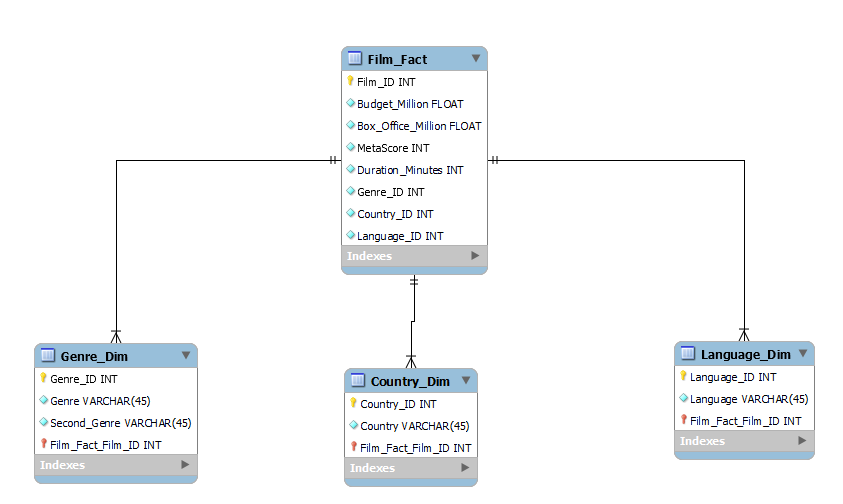 Film_Fact
Film_ID INT
Budget_Million FLOAT
Box_Office_Million FLOAT
MetaScore INT
Duration_Minutes INT
Genre_ID INT
Country_ID INT
Language_ID INT
Indexes
Genre_Dim
Genre_ID INT
Genre VARCHAR(45)
Second_Genre VARCHAR(45)
Film_Fact_Film_ID INT
Indexes
Country_Dim
Country_ID INT
Country VARCHAR(45)
Film_Fact_Film_ID INT
Indexes
Language_Dim
Language_ID INT
Language VARCHAR(45)
Film_Fact_Film_ID INT
Indexes